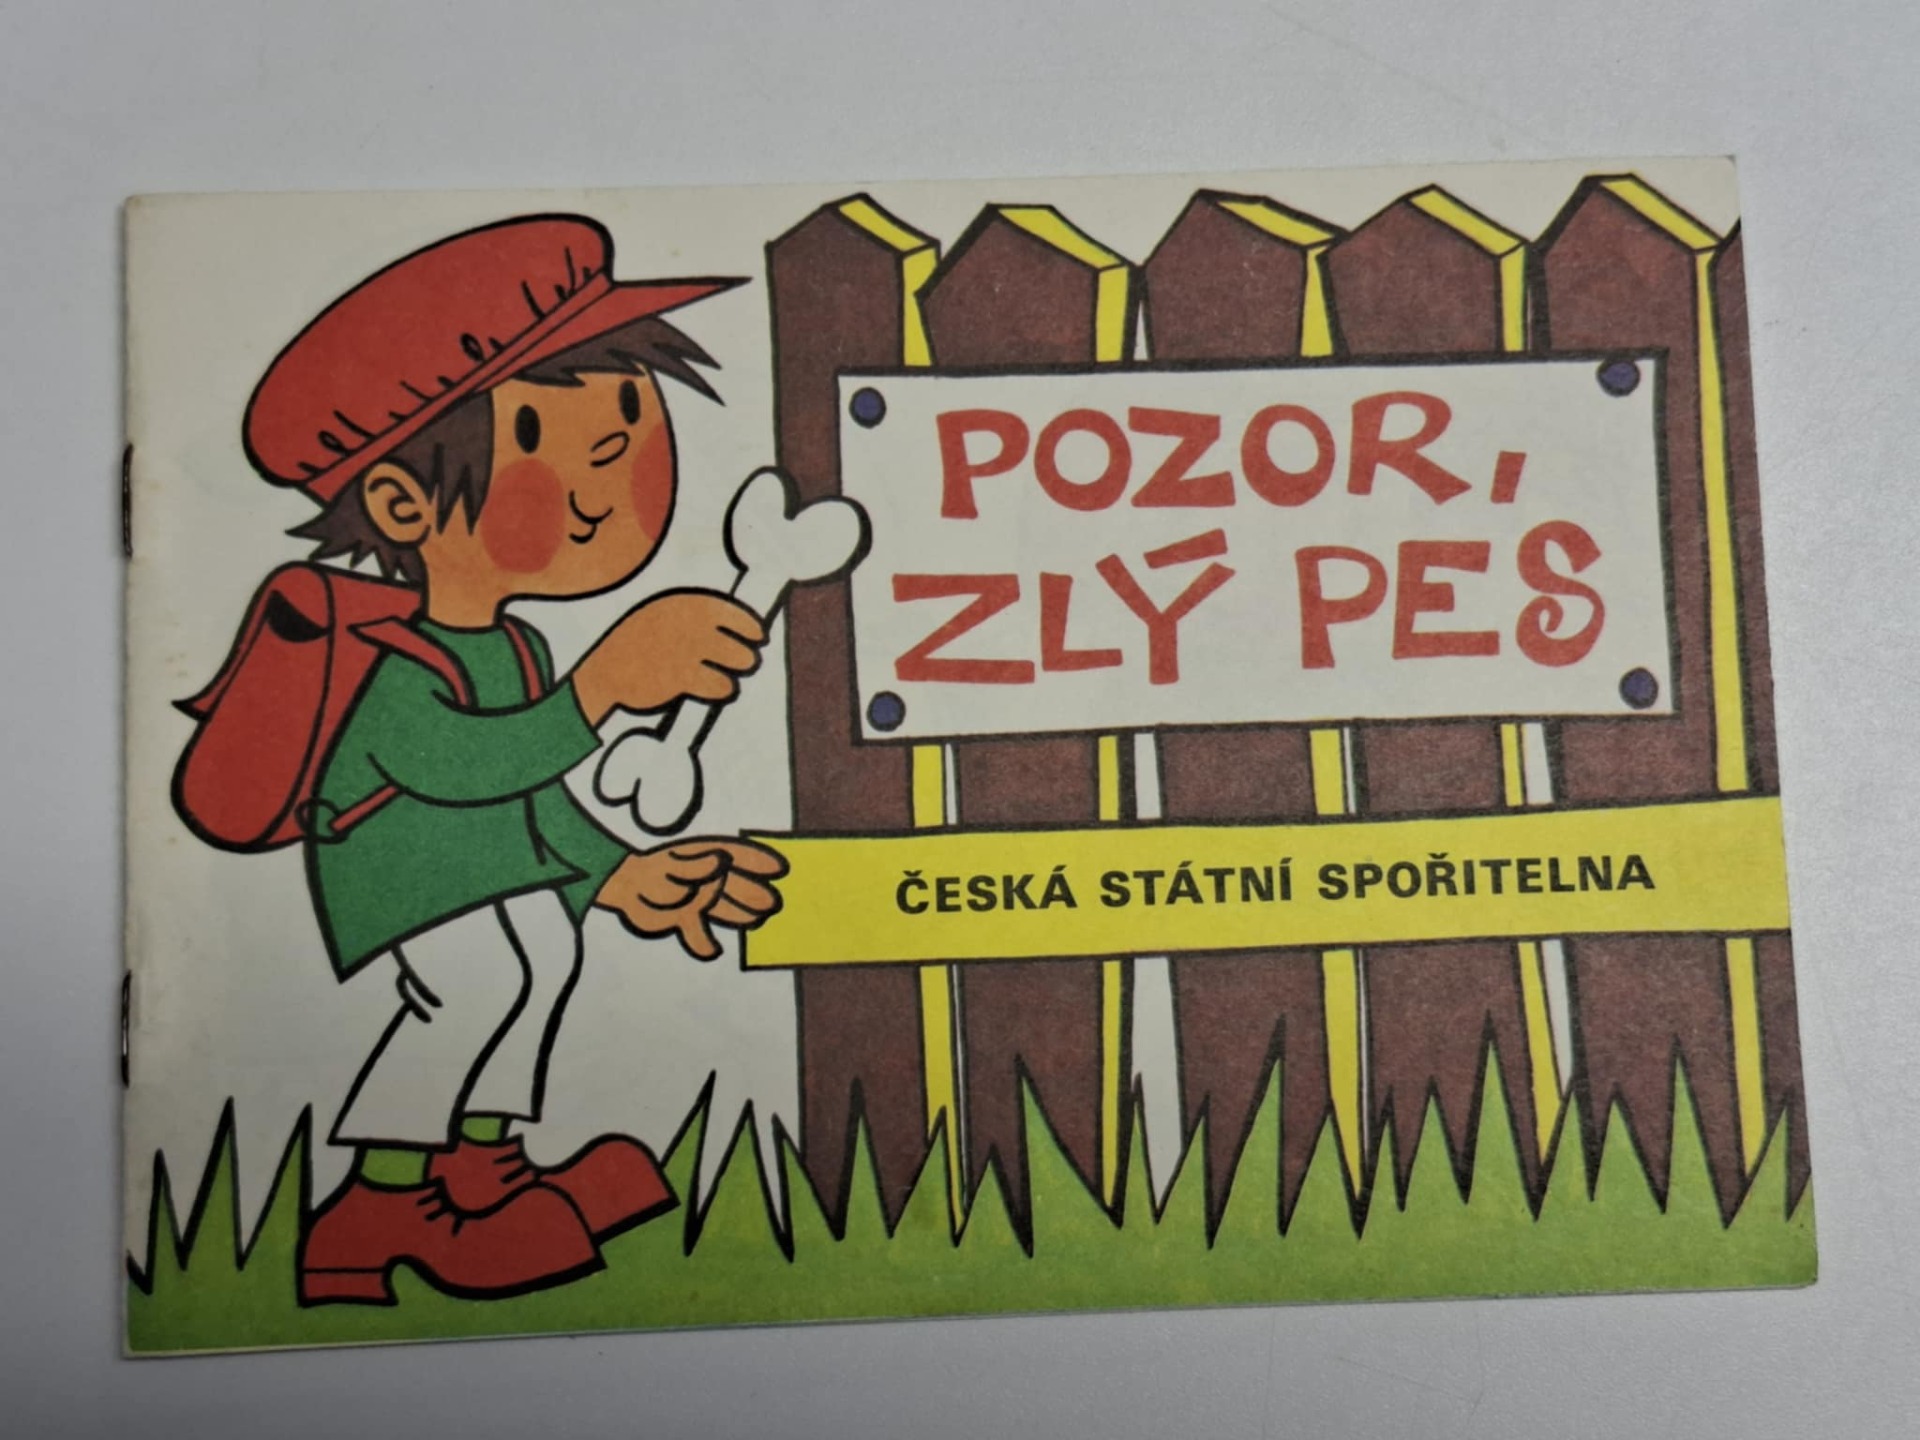 POZOR,
ZLÝ PES
ČESKÁ STÁTNÍ SPOŘITELNA